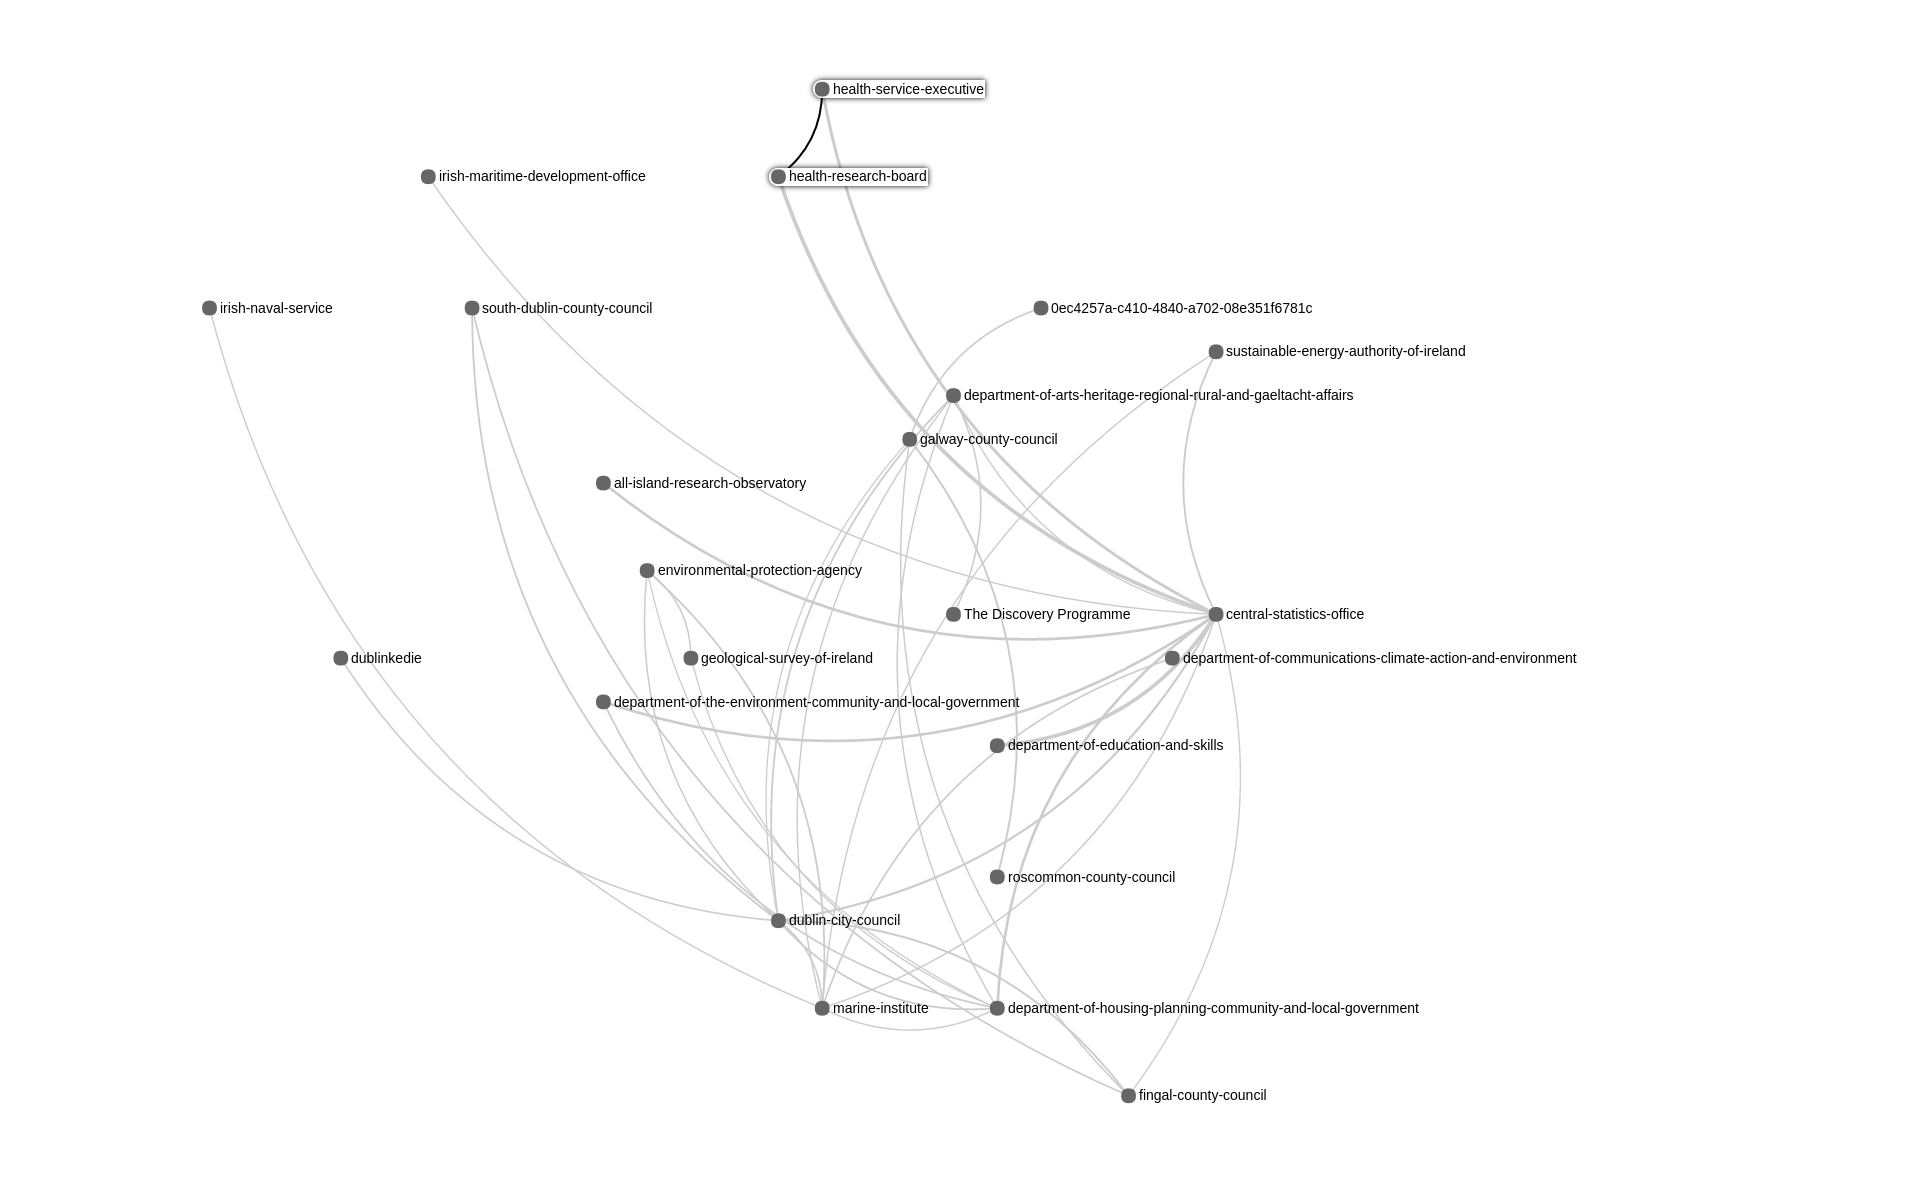 health-service-executive
irish-maritime-development-office
health-research-board
irish-naval-service
south-dublin-county-council
0ec4257a-c410-4840-a702-08e351f6781c
sustainable-energy-authority-of-ireland
department-of-arts-heritage-regional-rural-and-gaeltacht-affairs
galway-county-council
all-island-research-observatory
environmental-protection-agency
The Discovery Programme
central-statistics-office
dublinkedie
geological-survey-of-ireland
department-of-communications-climate-action-and-environment
department-of-the-environment-community-and-local-government
department-of-education-and-skills
roscommon-county-council
dublin-city-council
marine-institute
department-of-housing-planning-community-and-local-government
fingal-county-council